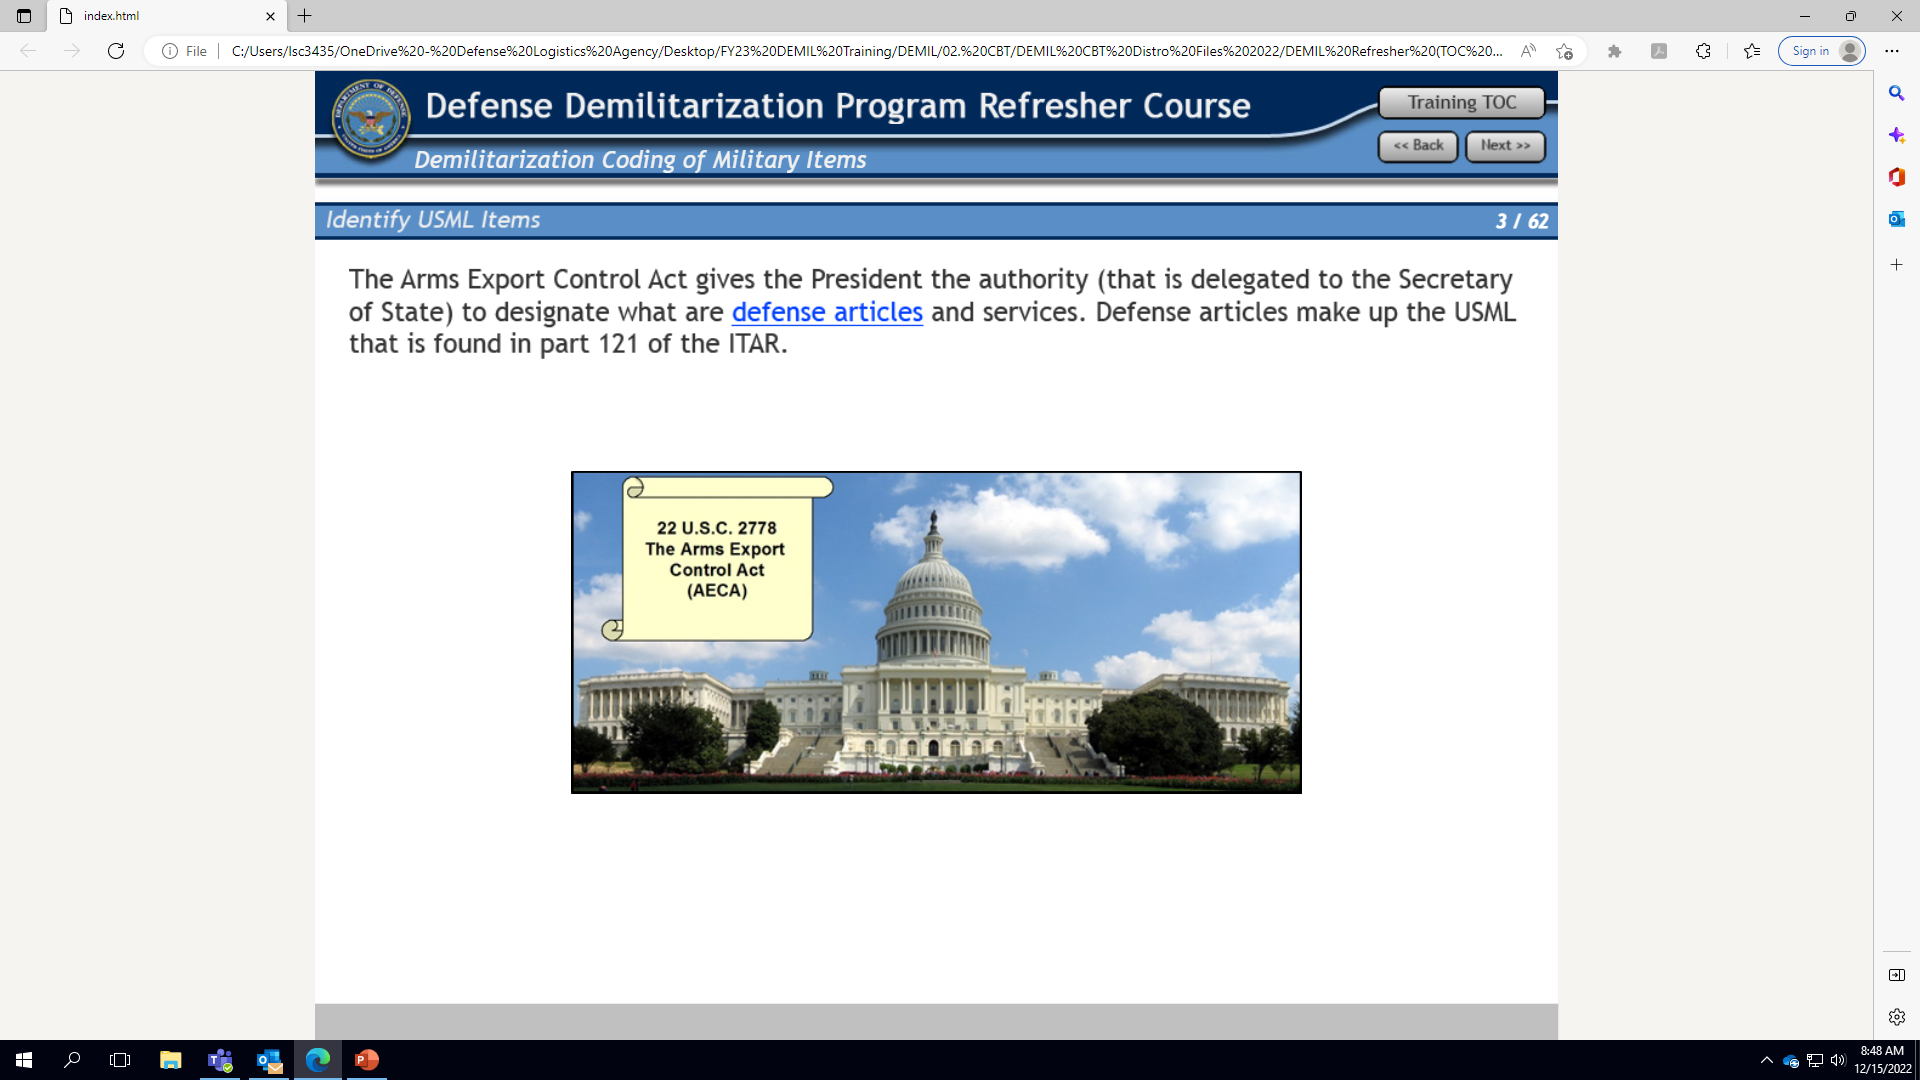 index.html
File
C:/Users/lsc3435/OneDrive%20-%20Defense%20Logistics%20Agency/Desktop/FY23%20DEMIL%20Training/DEMIL/02.%20CBT/DEMIL%20CBT%20Distro%20Files%202022/DEMIL%20Refresher%20(TOC%20...
Sign in
Defense Demilitarization Program Refresher Course
Training TOC
<< Back
Next >>
Demilitarization Coding of Military Items
Identify USML Items
3 / 62
The Arms Export Control Act gives the President the authority (that is delegated to the Secretary
of State) to designate what are defense articles and services. Defense articles make up the USML
that is found in part 121 of the ITAR.
22 U.S.C. 2778
The Arms Export
Control Act
(AECA)
8:48 AM
12/15/2022